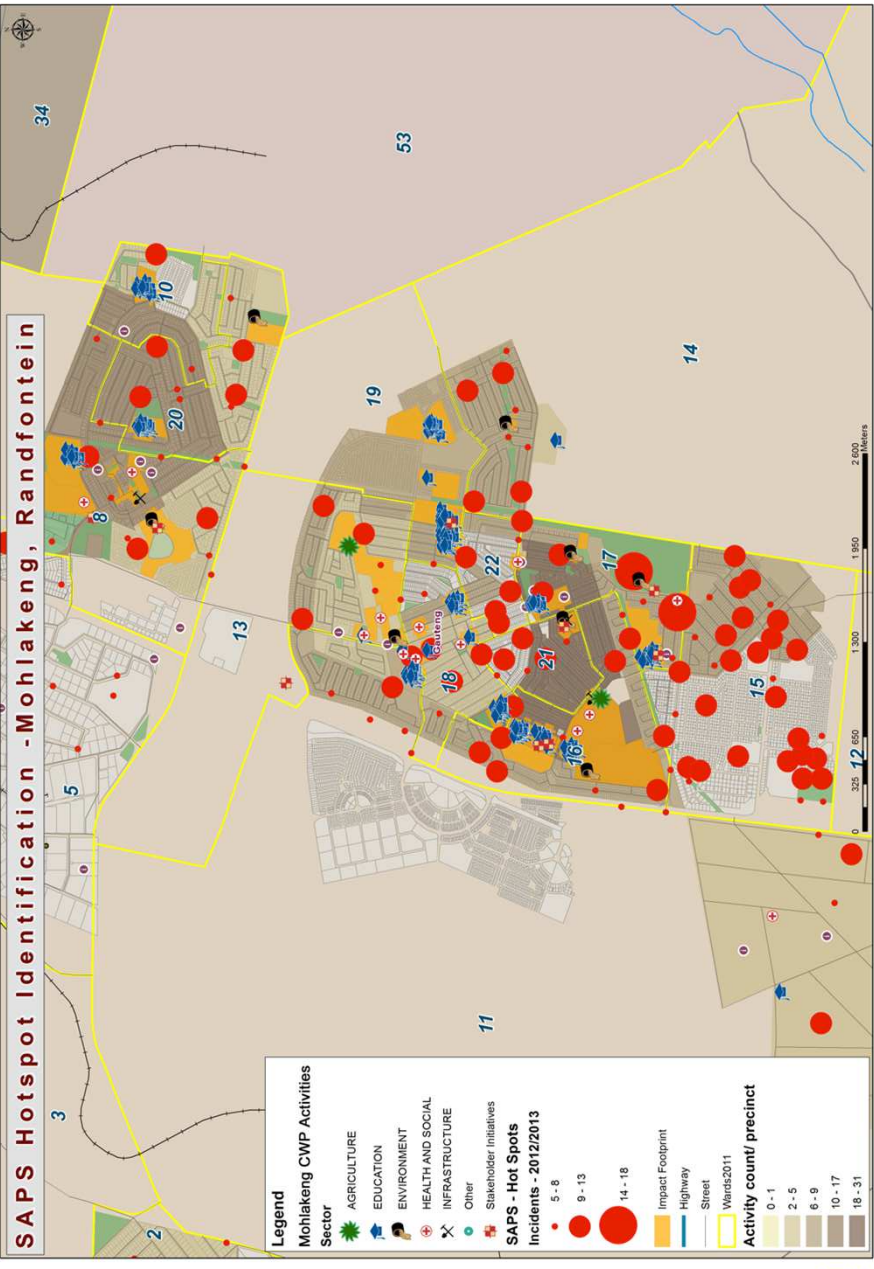 SAPS Hotspot Identification - Mohlakeng, Randfontein
34
53
10
20
8
13
5
3
2
19
14
22
17
18
Gauteng
21
16
15
12
11
0 325 650 1 300 1 950 2 600
Meters
Legend
Mohlakeng CWP Activities
Sector
AGRICULTURE
EDUCATION
ENVIRONMENT
HEALTH AND SOCIAL
INFRASTRUCTURE
Other
Stakeholder Initiatives
SAPS - Hot Spots
Incidents - 2012/2013
5 - 8
9 - 13
14 - 18
Impact Footprint
Highway
Street
Wards2011
Activity count/ precinct
0 - 1
2 - 5
6 - 9
10 - 17
18 - 31